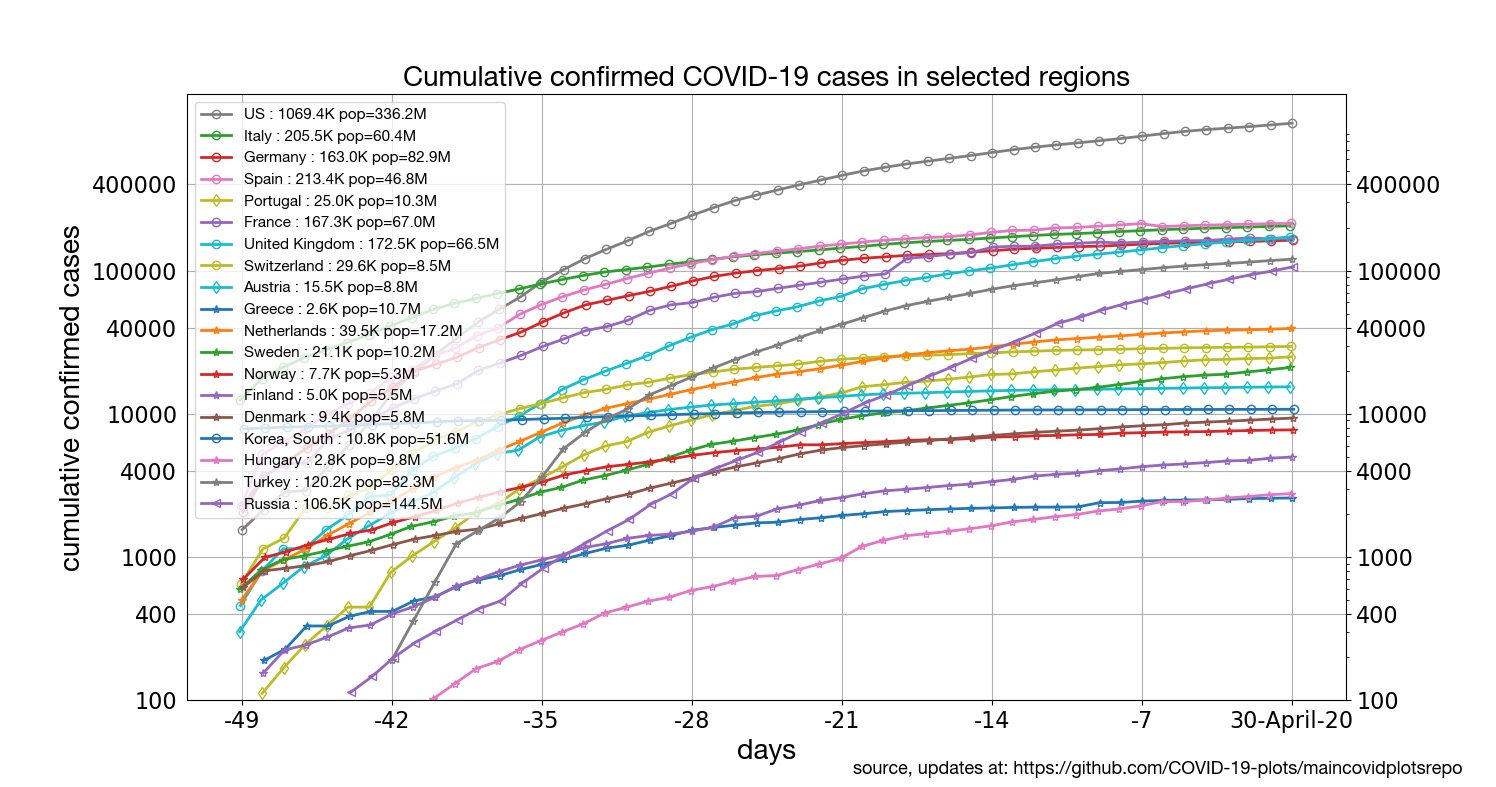 Cumulative confirmed COVID-19 cases in selected regions
US : 1069.4K pop=336.2M
Italy : 205.5K pop=60.4M
Germany : 163.0K pop=82.9M
Spain : 213.4K pop=46.8M
Portugal : 25.0K pop=10.3M
France : 167.3K pop=67.0M
United Kingdom : 172.5K pop=66.5M
Switzerland : 29.6K pop=8.5M
Austria : 15.5K pop=8.8M
Greece : 2.6K pop=10.7M
Netherlands : 39.5K pop=17.2M
Sweden : 21.1K pop=10.2M
Norway : 7.7K pop=5.3M
Finland : 5.0K pop=5.5M
Denmark : 9.4K pop=5.8M
Korea, South : 10.8K pop=51.6M
Hungary : 2.8K pop=9.8M
Turkey : 120.2K pop=82.3M
Russia : 106.5K pop=144.5M
cumulative confirmed cases
400000
100000
40000
10000
4000
1000
400
100
400000
1000000
40000
10000
4000
1000
400
100
-49 -42 -35 -28 -21 -14 -7 30-April-20
days
source, updates at: https://github.com/COVID-19-plots/maincovidplotsrepo